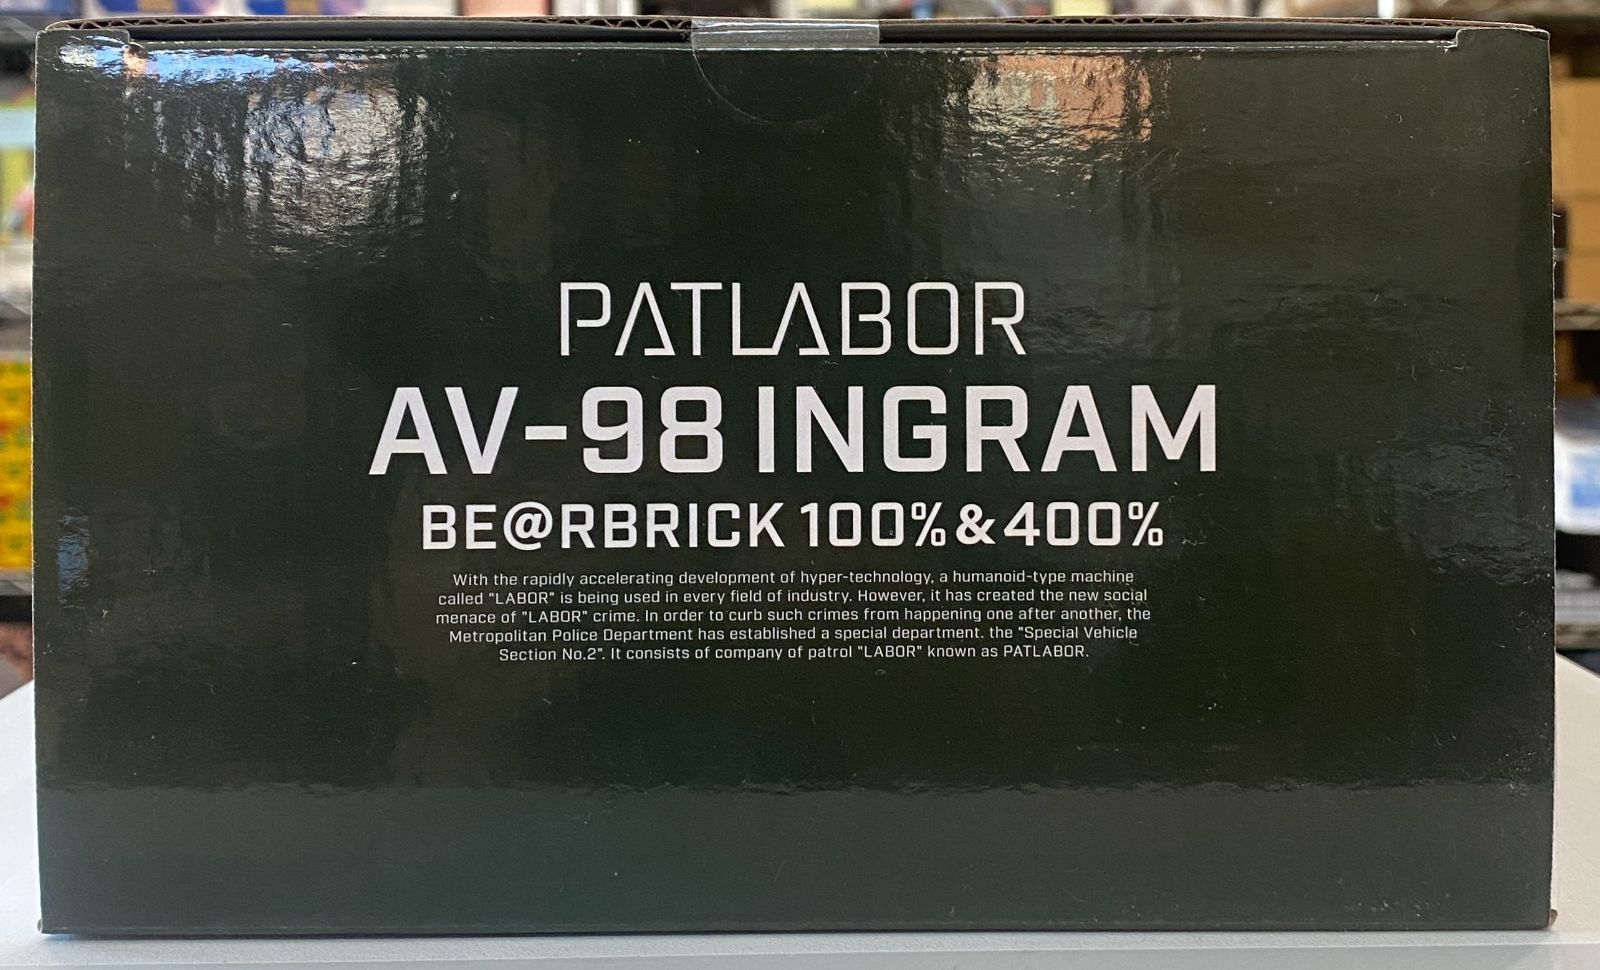 PATLABOR
AV-98 INGRAM
BE@RBRICK 100% & 400%
With the rapidly accelerating development of hyper-technology, a humanoid-type machine
called "LABOR" is being used in every field of industry. However, it has created the new social
menace of "LABOR" crime. In order to curb such crimes from happening one after another, the
Metropolitan Police Department has established a special department. the "Special Vehicle
Section No.2". It consists of company of patrol "LABOR" known as PATLABOR.